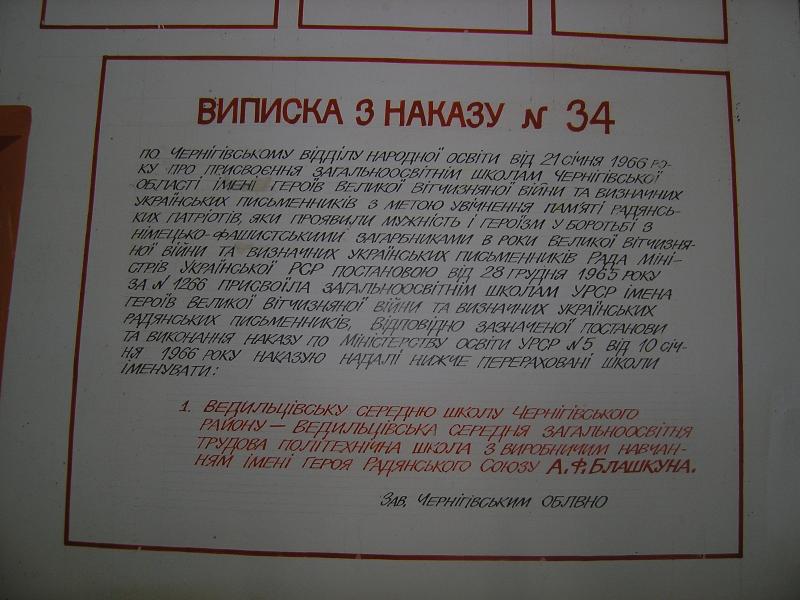 ВИПИСКА З НАКАЗУ N 34
ПО ЧЕРНІГІВСЬКОМУ ВІДДІЛУ НАРОДНОЇ ОСВІТИ ВІД 21 СІЧНЯ 1966 РО-
КУ ПРО ПРИСВОЄННЯ ЗАГАЛЬНООСВІТНІМ ШКОЛАМ ЧЕРНІГІВСЬКОЇ
ОБЛАСТІ ІМЕНІ ГЕРОЇВ ВЕЛИКОЇ ВІТЧИЗНЯНОЇ ВІЙНИ ТА ВИЗНАЧНИХ
УКРАЇНСЬКИХ ПИСЬМЕННИКІВ З МЕТОЮ УВІЧНЕННЯ ПАМ'ЯТІ РАДЯНСЬ-
КИХ ПАТРІОТІВ, ЯКИ ПРОЯВИЛИ МУЖНІСТЬ І ГЕРОЇЗМ У БОРОТЬБІ З
НІМЕЦЬКО-ФАШИСТСЬКИМИ ЗАГАРБНИКАМИ В РОКИ ВЕЛИКОЇ ВІТЧИЗНЯ-
НОЇ ВІЙНИ ТА ВИЗНАЧНИХ УКРАЇНСЬКИХ ПИСЬМЕННИКІВ РАДА МІНІ-
СТРІВ УКРАЇНСЬКОЇ РСР ПОСТАНОВОЮ ВІД 28 ГРУДНЯ 1965 РОКУ
ЗА N 1266 ПРИСВОЇЛА ЗАГАЛЬНООСВІТНІМ ШКОЛАМ УРСР ІМЕНА
ГЕРОЇВ ВЕЛИКОЇ ВІТЧИЗНЯНОЇ ВІЙНИ ТА ВИЗНАЧНИХ УКРАЇНСЬКИХ
РАДЯНСЬКИХ ПИСЬМЕННИКІВ, ВІДПОВІДНО ЗАЗНАЧЕНОЇ ПОСТАНОВИ
ТА ВИКОНАННЯ НАКАЗУ ПО МІНІСТЕРСТВУ ОСВІТИ УРСР N 5 ВІД 10 СІЧ-
НЯ 1966 РОКУ НАКАЗУЮ НАДАЛІ НИЖЧЕ ПЕРЕРАХОВАНІ ШКОЛИ
ІМЕНУВАТИ:
1. ВЕДИЛЬЦІВСЬКУ СЕРЕДНЮ ШКОЛУ ЧЕРНІГІВСЬКОГО
РАЙОНУ — ВЕДИЛЬЦІВСЬКА СЕРЕДНЯ ЗАГАЛЬНООСВІТНЯ
ТРУДОВА ПОЛІТЕХНІЧНА ШКОЛА З ВИРОБНИЧИМ НАВЧАН-
НЯМ ІМЕНІ ГЕРОЯ РАДЯНСЬКОГО СОЮЗУ А.Ф.БЛАШКУНА.
ЗАВ. ЧЕРНІГІВСЬКИМ ОБЛВНО